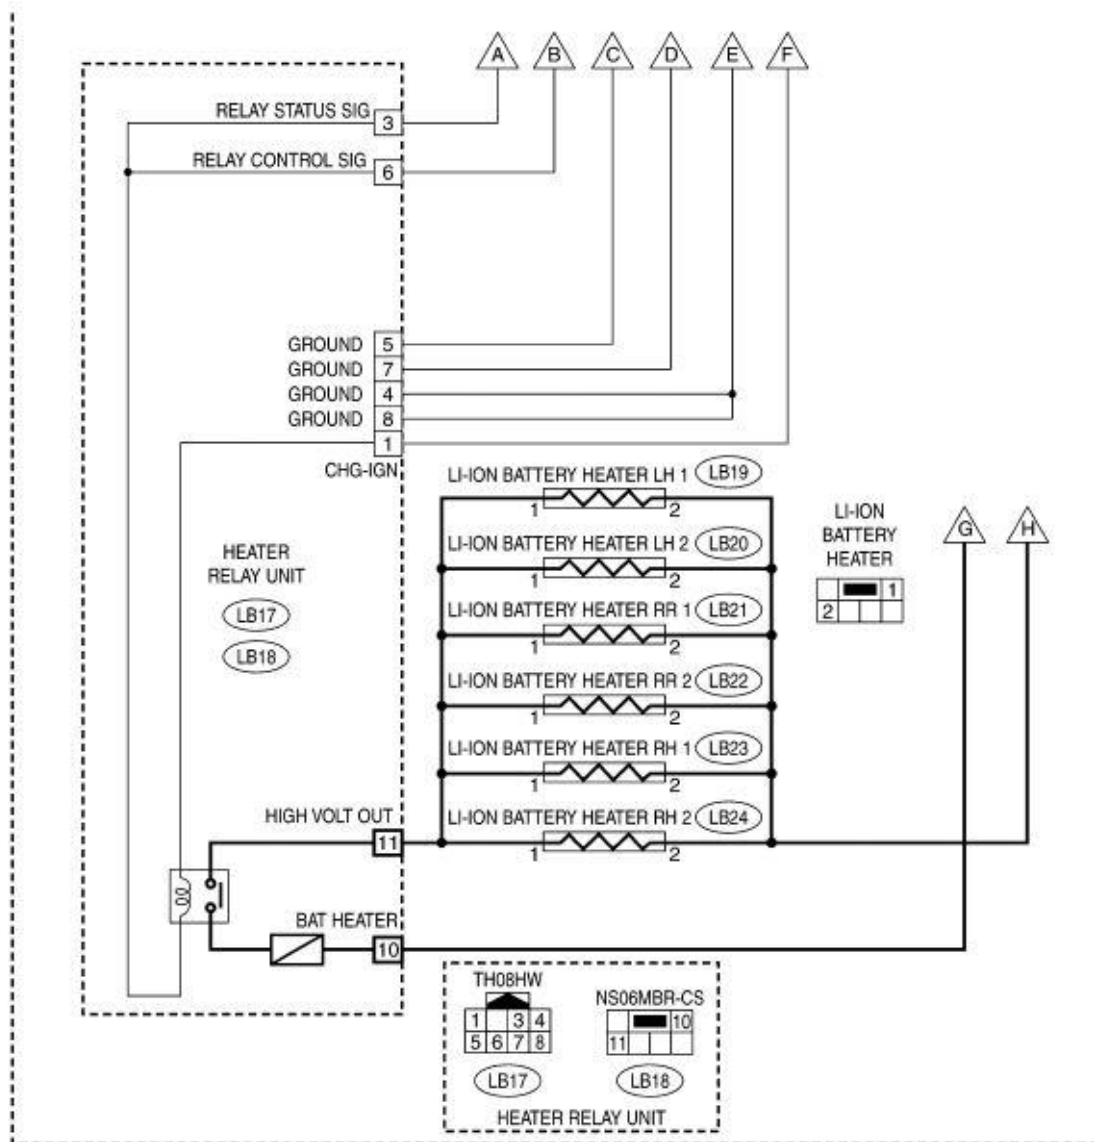 A B C D E F
RELAY STATUS SIG 3
RELAY CONTROL SIG 6
GROUND 5
GROUND 7
GROUND 4
GROUND 8
1
CHG-IGN
LI-ION BATTERY HEATER LH 1 LB19
1 2
LI-ION BATTERY HEATER LH 2 LB20
1 2
LI-ION BATTERY HEATER RR 1 LB21
1 2
LI-ION BATTERY HEATER RR 2 LB22
1 2
LI-ION BATTERY HEATER RH 1 LB23
1 2
LI-ION BATTERY HEATER RH 2 LB24
1 2
LI-ION
BATTERY
HEATER
1
2
G H
HEATER
RELAY UNIT
LB17
LB18
HIGH VOLT OUT
11
BAT HEATER
10
TH08HW
1 3 4
5 6 7 8
LB17
NS06MBR-CS
10
11
LB18
HEATER RELAY UNIT